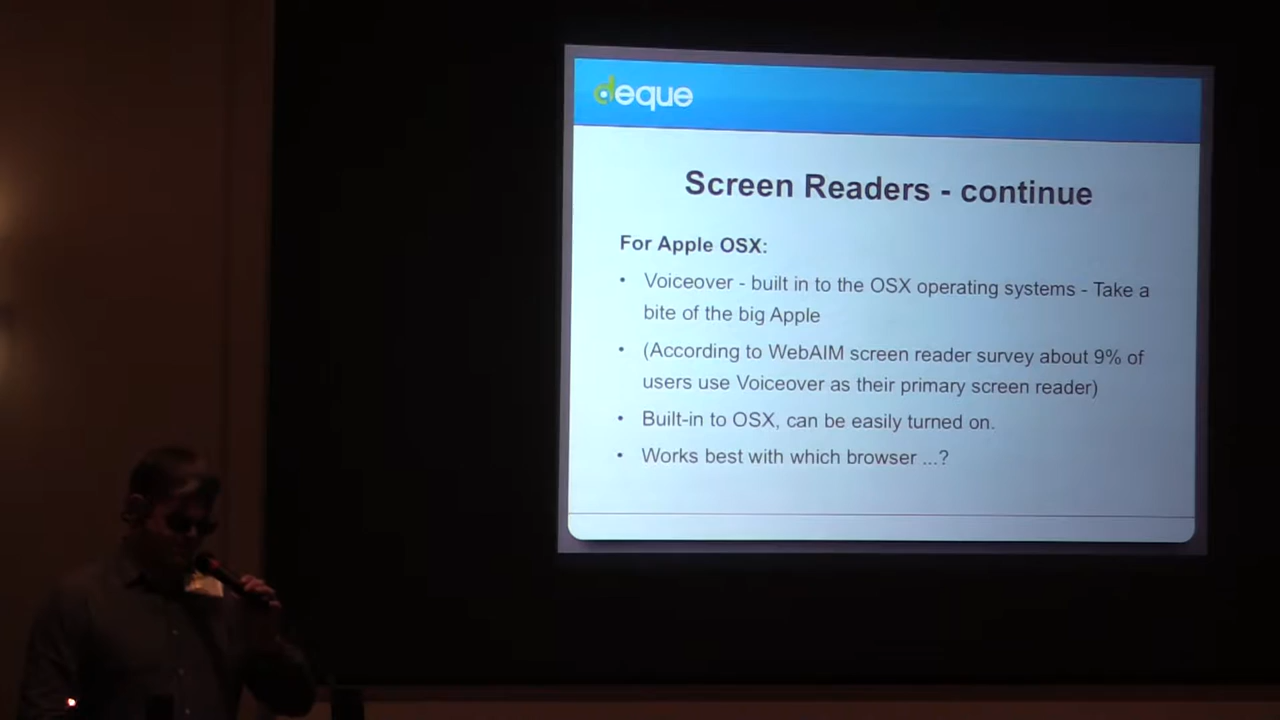 deque
Screen Readers - continue
For Apple OSX:
• Voiceover - built in to the OSX operating systems - Take a
bite of the big Apple
• (According to WebAIM screen reader survey about 9% of
users use Voiceover as their primary screen reader)
• Built-in to OSX, can be easily turned on.
• Works best with which browser ...?